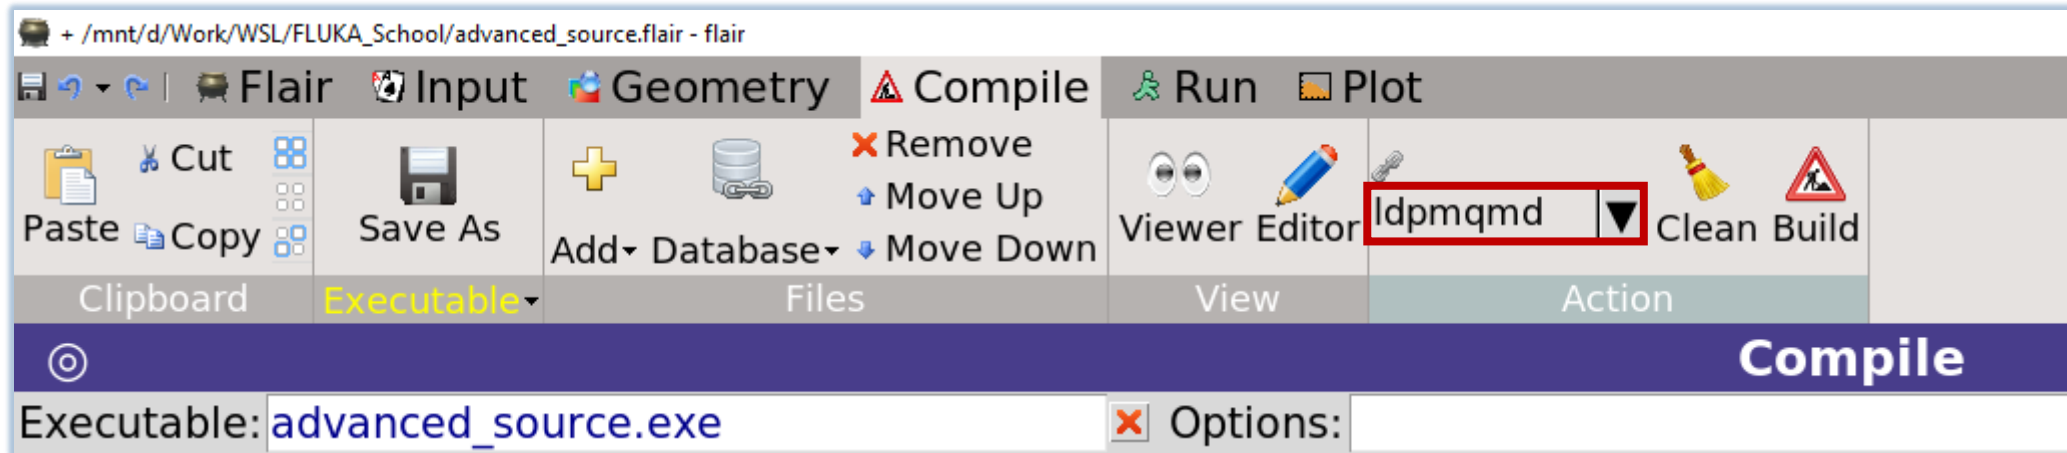 + /mnt/d/Work/WSL/FLUKA_School/advanced_source.flair - flair
Flair Input Geometry Compile Run Plot
Paste Cut Copy Save As Add Database Remove Move Up Move Down Viewer Editor ldpmqmd Clean Build
Clipboard Executable Files View Action
Compile
Executable: advanced_source.exe Options: